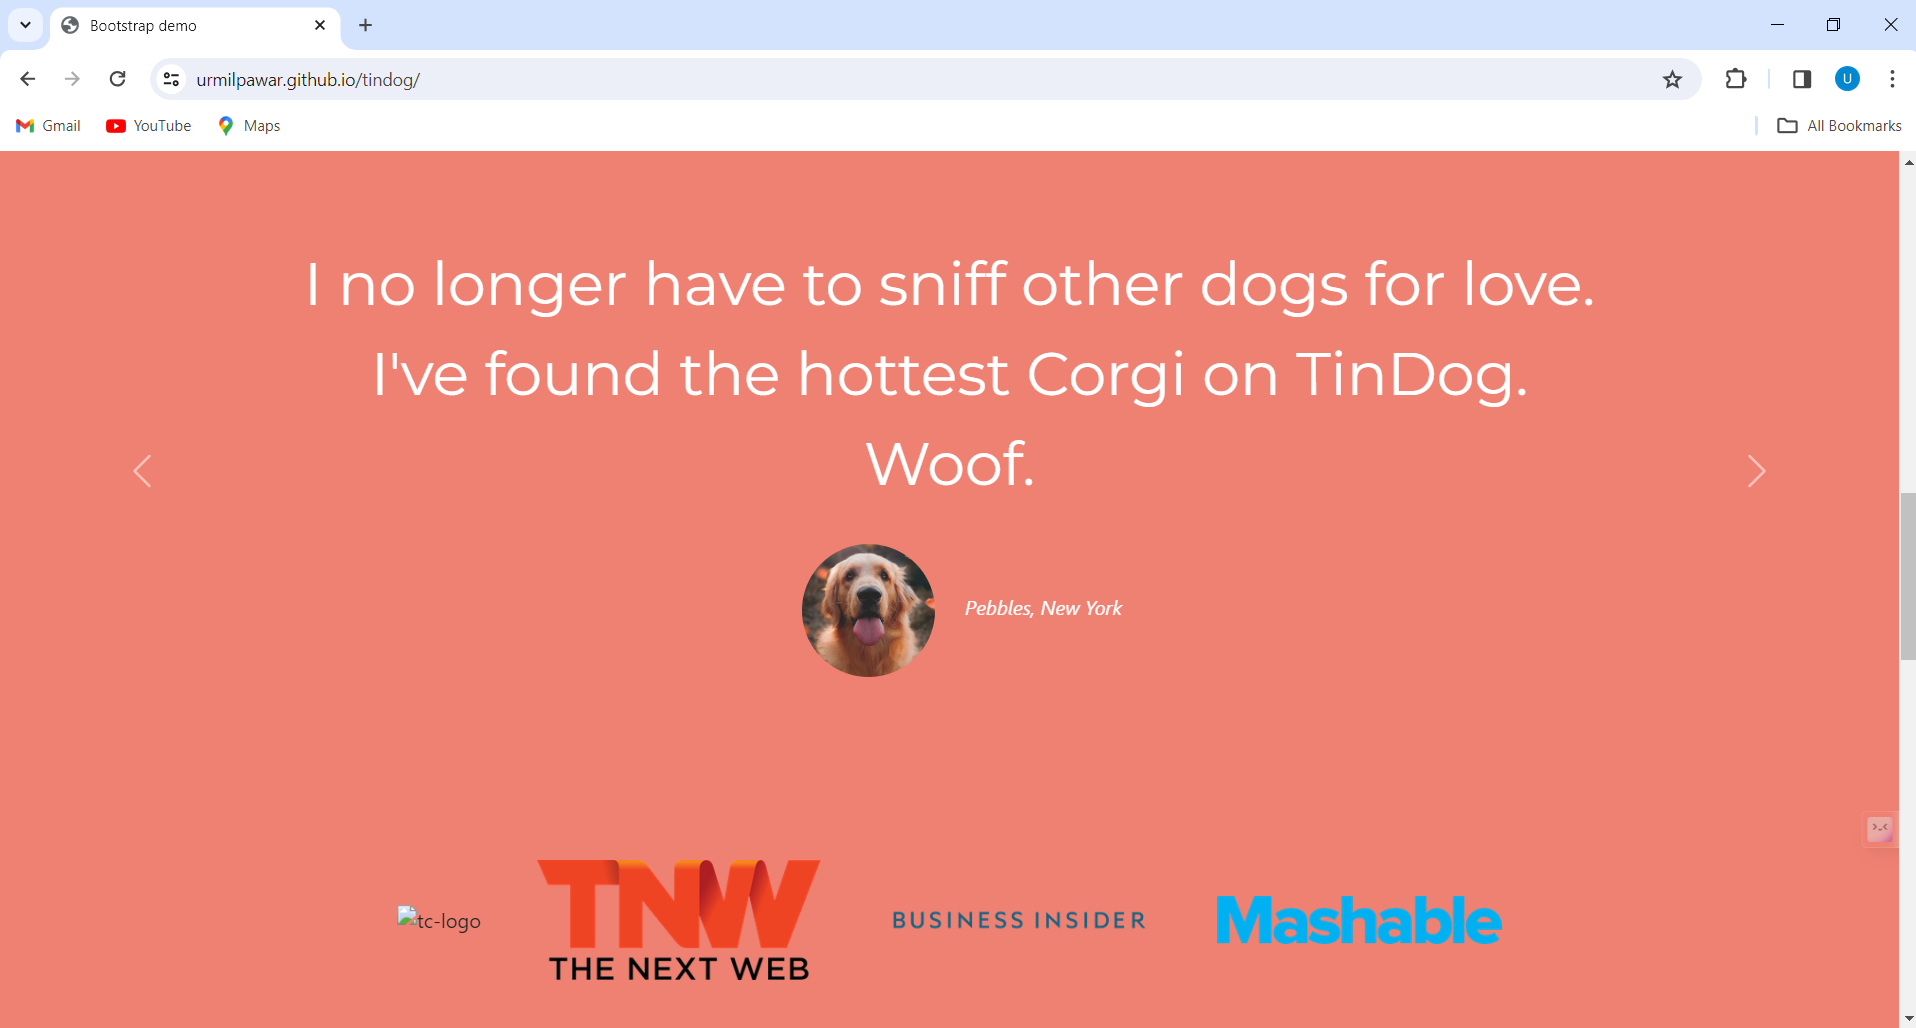 Bootstrap demo
urmilpawar.github.io/tindog/
U
Gmail
YouTube
Maps
All Bookmarks
I no longer have to sniff other dogs for love.
I've found the hottest Corgi on TinDog.
Woof.
Pebbles, New York
tc-logo
TNW
THE NEXT WEB
BUSINESS INSIDER
Mashable